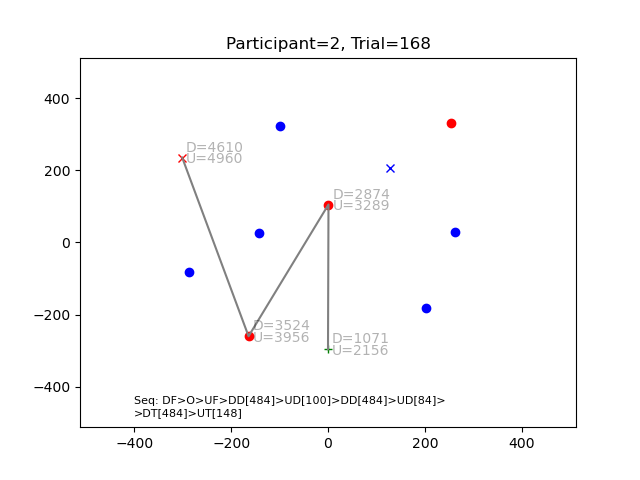 Participant=2, Trial=168
400
200
0
−200
−400
D=4610
U=4960
D=2874
U=3289
D=3524
U=3956
D=1071
U=2156
Seq: DF>O>UF>DD[484]>UD[100]>DD[484]>UD[84]>
>DT[484]>UT[148]
−400 −200 0 200 400